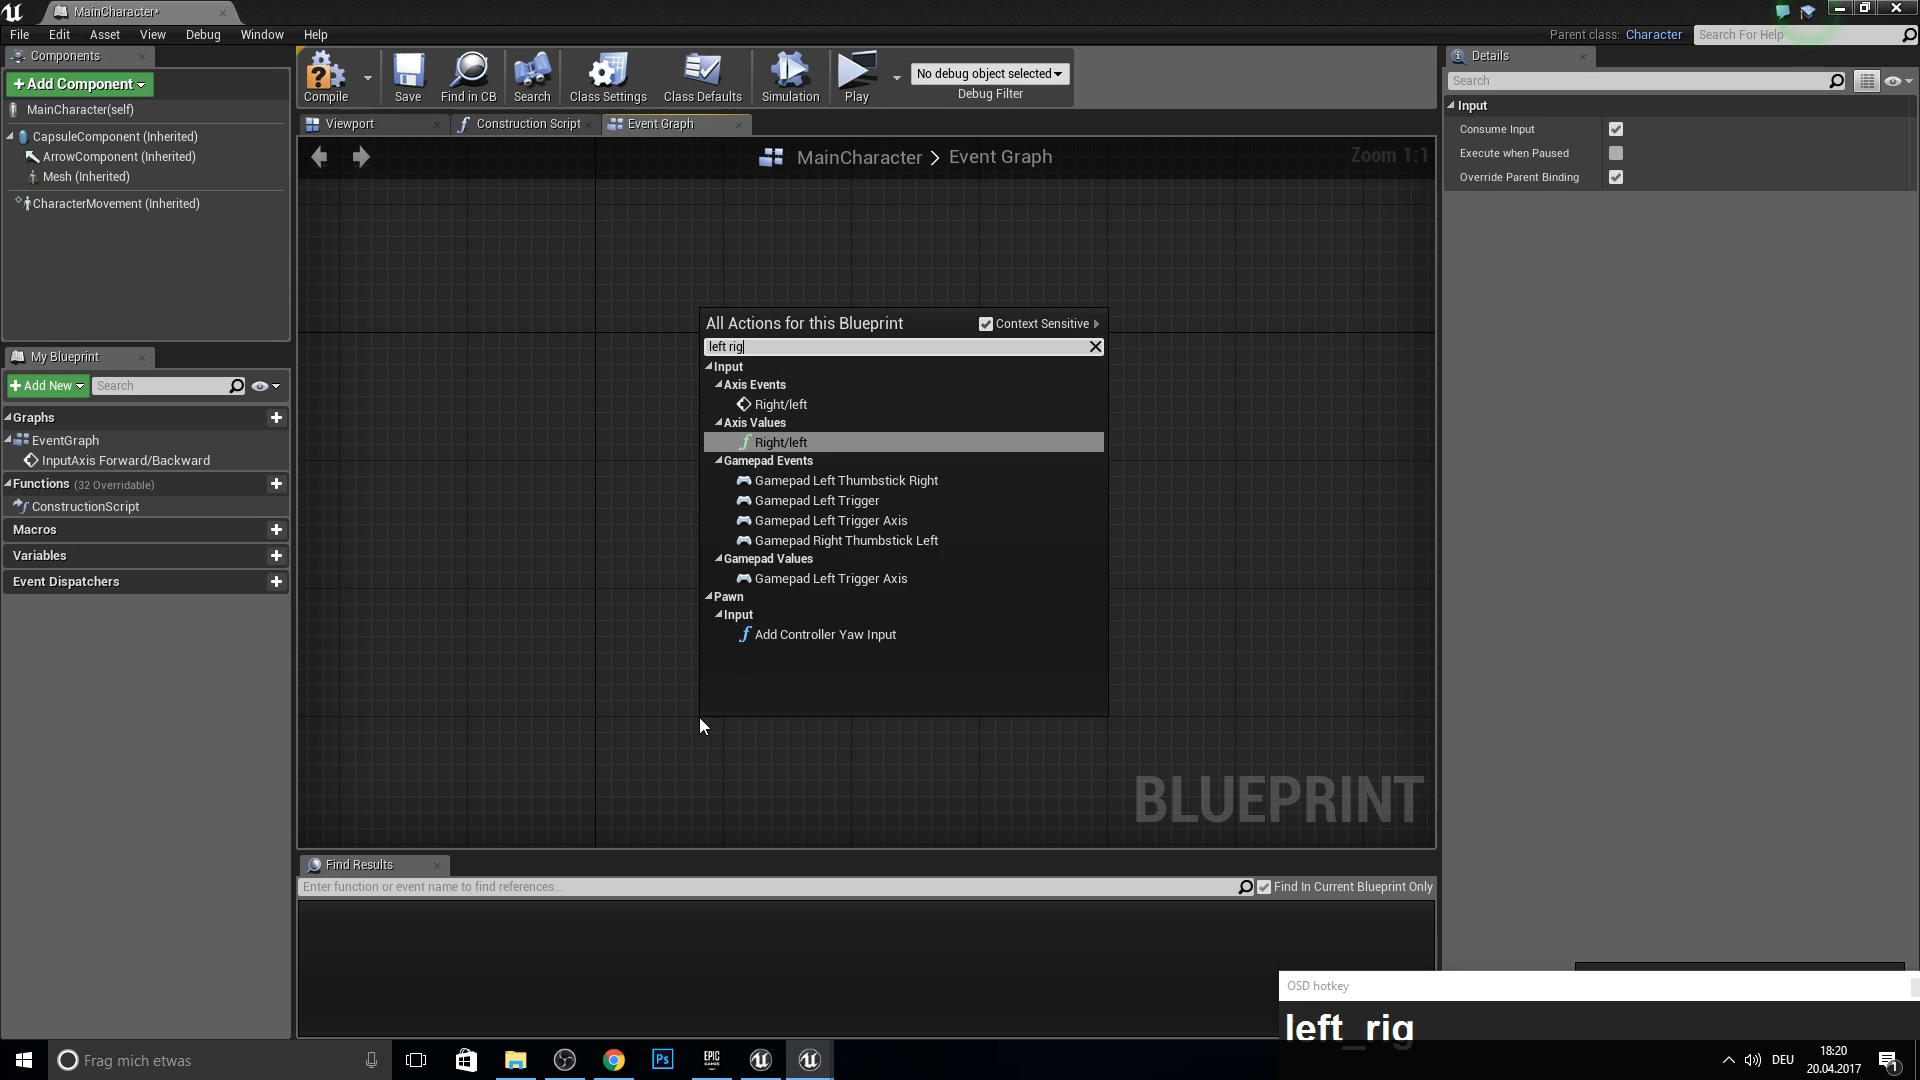 MainCharacter*
File Edit Asset View Debug Window Help
Parent class: Character
Search For Help
Components
+Add Component
MainCharacter(self)
CapsuleComponent (Inherited)
ArrowComponent (Inherited)
Mesh (Inherited)
CharacterMovement (Inherited)
My Blueprint
+Add New
Search
Graphs
EventGraph
InputAxis Forward/Backward
Functions (32 Overridable)
ConstructionScript
Macros
Variables
Event Dispatchers
Compile
Save
Find in CB
Search
Class Settings
Class Defaults
Simulation
Play
No debug object selected
Debug Filter
Viewport
Construction Script
Event Graph
MainCharacter > Event Graph
Zoom 1:1
All Actions for this Blueprint
Context Sensitive
left rig
Input
Axis Events
Right/left
Axis Values
Right/left
Gamepad Events
Gamepad Left Thumbstick Right
Gamepad Left Trigger
Gamepad Left Trigger Axis
Gamepad Right Thumbstick Left
Gamepad Values
Gamepad Left Trigger Axis
Pawn
Input
Add Controller Yaw Input
BLUEPRINT
Find Results
Enter function or event name to find references...
Find In Current Blueprint Only
Details
Search
Input
Consume Input
Execute when Paused
Override Parent Binding
OSD hotkey
left_rig
Frag mich etwas
Ps
EPIC
GAMES
DEU
18:20
20.04.2017
1